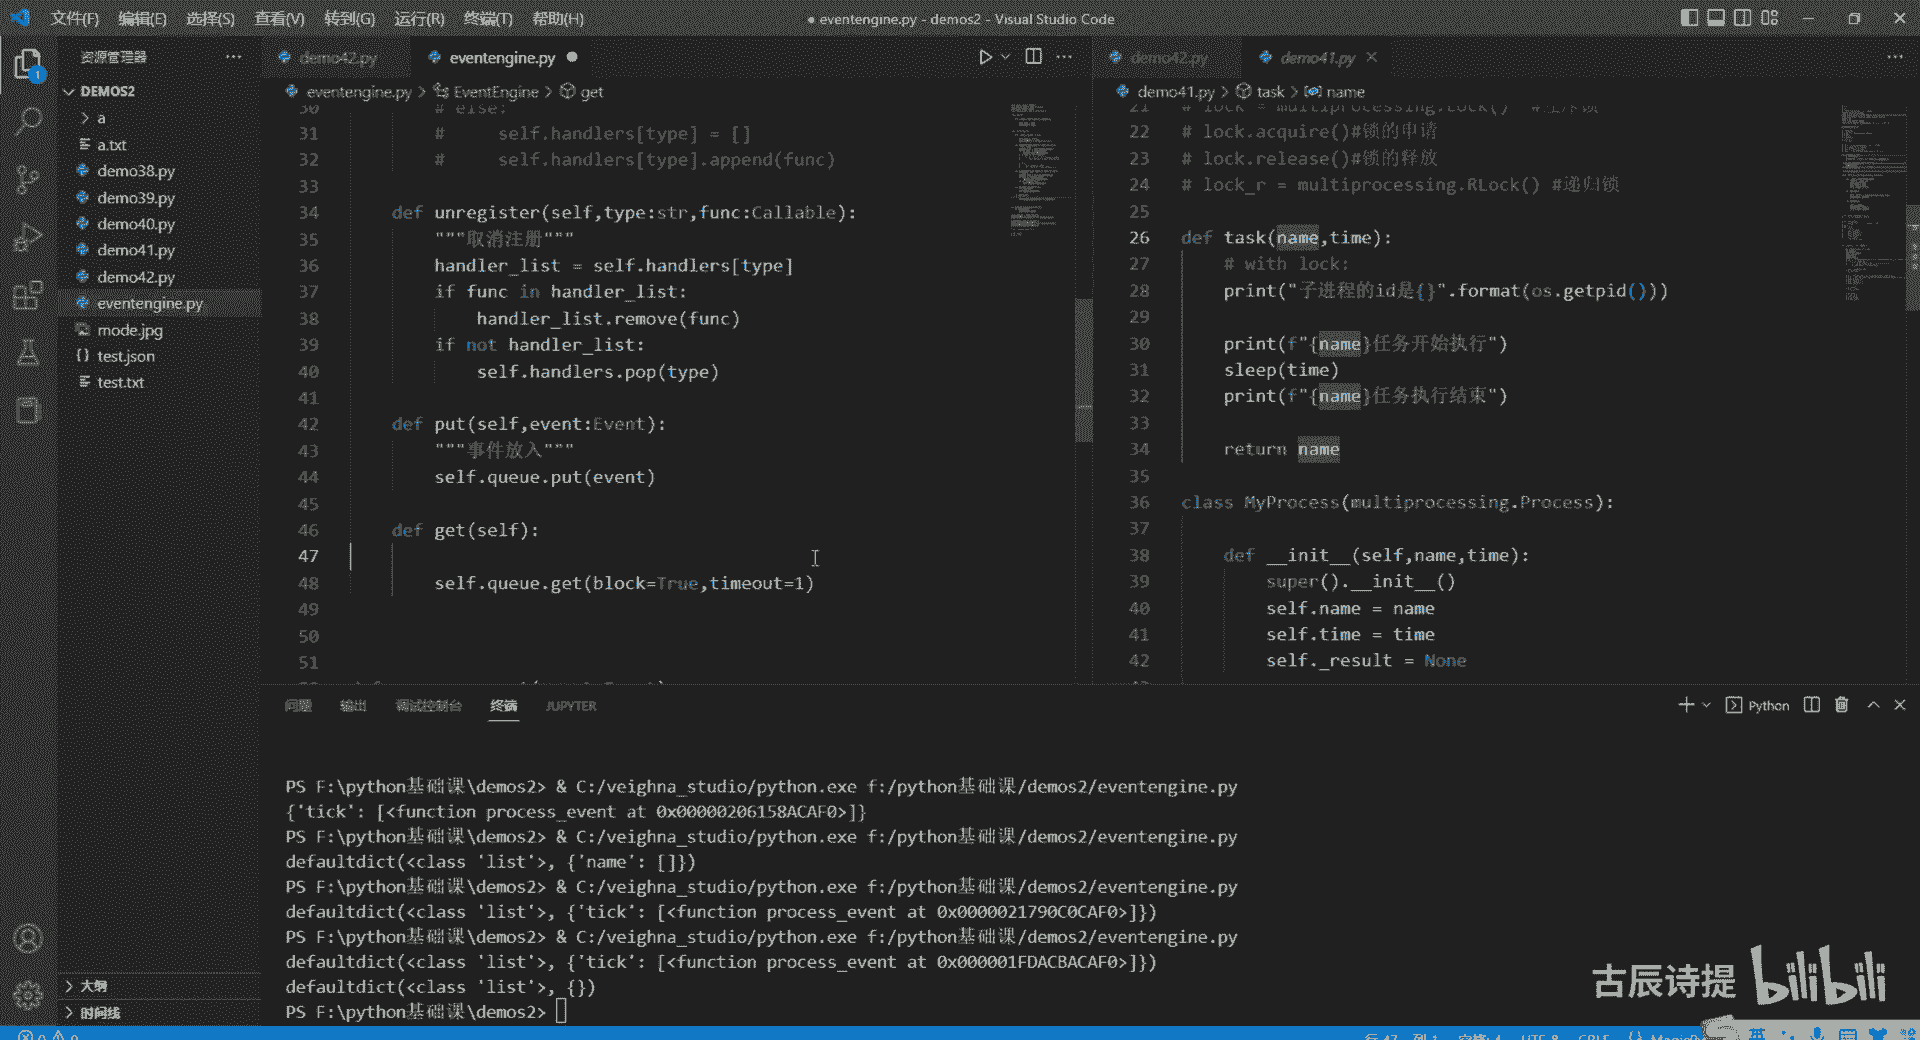 文件(F) 编辑(E) 选择(S) 查看(V) 转到(G) 运行(R) 终端(T) 帮助(H)
● eventengine.py - demos2 - Visual Studio Code
资源管理器
DEMOS2
a
a.txt
demo38.py
demo39.py
demo40.py
demo41.py
demo42.py
eventengine.py
mode.jpg
test.json
test.txt
大纲
时间线
demo42.py eventengine.py
eventengine.py > EventEngine > get
30 # else:
31 # self.handlers[type] = []
32 # self.handlers[type].append(func)
33
34 def unregister(self,type:str,func:Callable):
35 """取消注册"""
36 handler_list = self.handlers[type]
37 if func in handler_list:
38 handler_list.remove(func)
39 if not handler_list:
40 self.handlers.pop(type)
41
42 def put(self,event:Event):
43 """事件放入"""
44 self.queue.put(event)
45
46 def get(self):
47
48 self.queue.get(block=True,timeout=1)
49
50
51
demo42.py demo41.py
demo41.py > task > name
21 # lock = multiprocessing.Lock()
22 # lock.acquire()#锁的申请
23 # lock.release()#锁的释放
24 # lock_r = multiprocessing.RLock() #递归锁
25
26 def task(name,time):
27 # with lock:
28 print("子进程的id是{}".format(os.getpid()))
29
30 print(f"{name}任务开始执行")
31 sleep(time)
32 print(f"{name}任务执行结束")
33
34 return name
35
36 class MyProcess(multiprocessing.Process):
37
38 def __init__(self,name,time):
39 super().__init__()
40 self.name = name
41 self.time = time
42 self._result = None
问题 输出 调试控制台 终端 JUPYTER
Python
PS F:\python基础课\demos2> & C:/veighna_studio/python.exe f:/python基础课/demos2/eventengine.py
{'tick': [<function process_event at 0x00000206158ACAF0>]}
PS F:\python基础课\demos2> & C:/veighna_studio/python.exe f:/python基础课/demos2/eventengine.py
defaultdict(<class 'list'>, {'name': []})
PS F:\python基础课\demos2> & C:/veighna_studio/python.exe f:/python基础课/demos2/eventengine.py
defaultdict(<class 'list'>, {'tick': [<function process_event at 0x0000021790C0CAF0>]})
PS F:\python基础课\demos2> & C:/veighna_studio/python.exe f:/python基础课/demos2/eventengine.py
defaultdict(<class 'list'>, {'tick': [<function process_event at 0x000001FDACBACAF0>]})
defaultdict(<class 'list'>, {})
PS F:\python基础课\demos2>
古辰诗提 bilibili